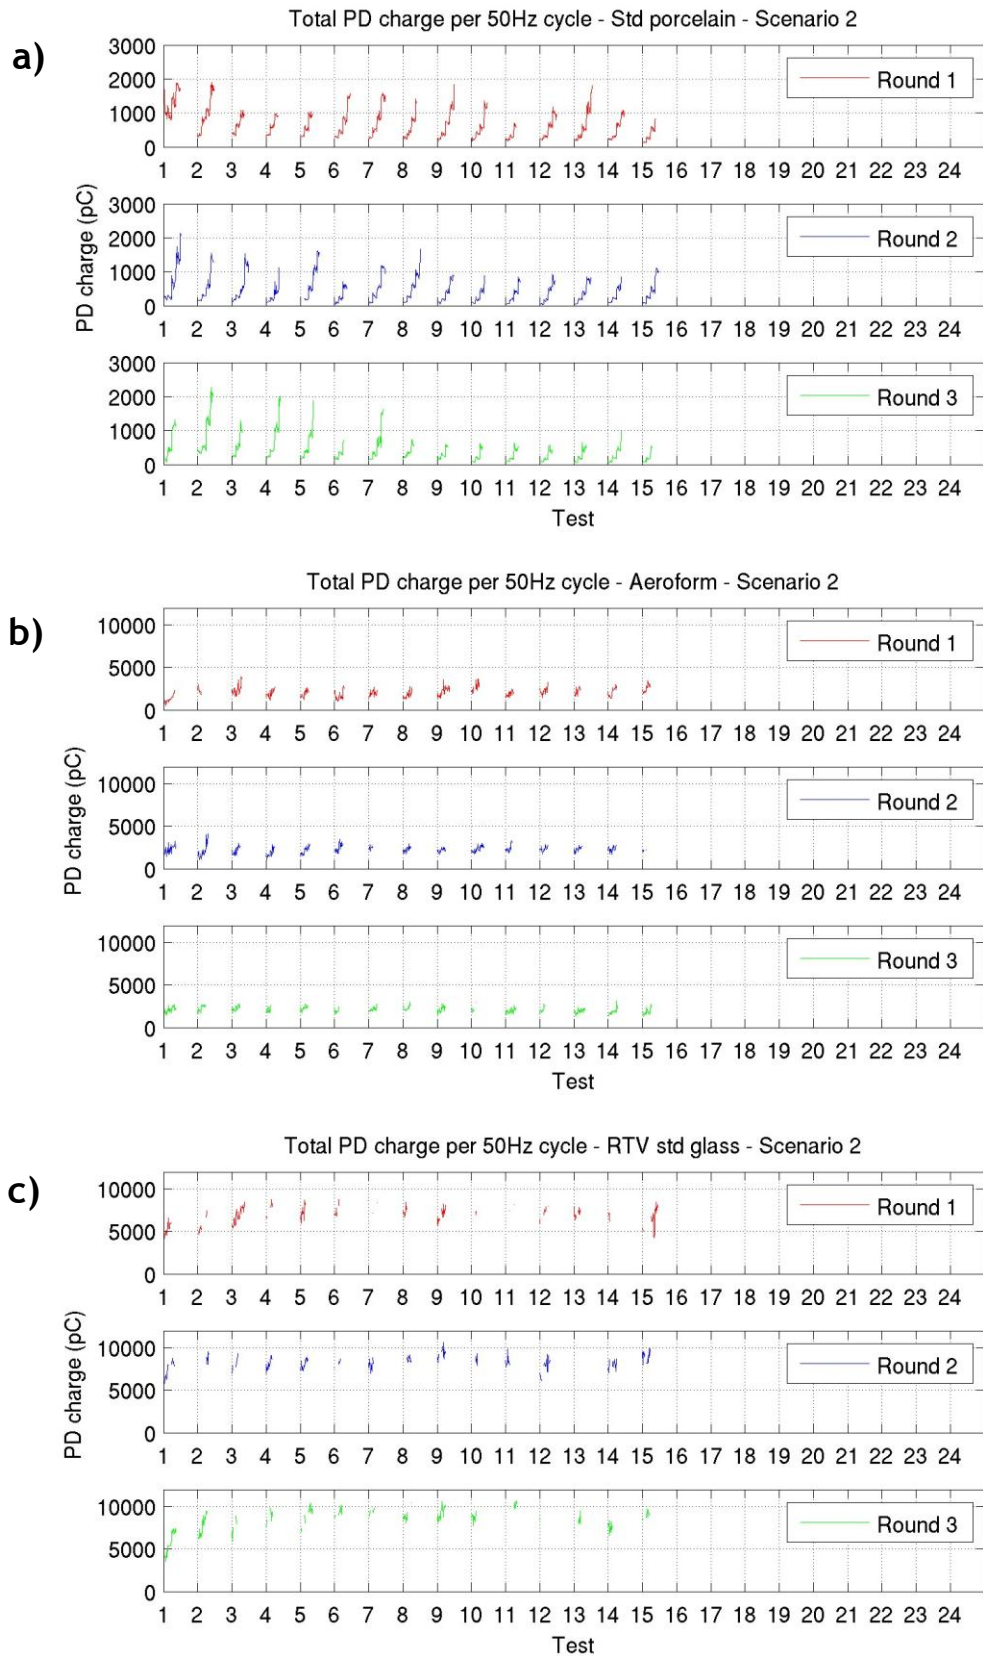 Total PD charge per 50Hz cycle - Std porcelain - Scenario 2
a)
3000
2000
1000
0
Round 1
1 2 3 4 5 6 7 8 9 10 11 12 13 14 15 16 17 18 19 20 21 22 23 24
PD charge (pC)
3000
2000
1000
0
Round 2
1 2 3 4 5 6 7 8 9 10 11 12 13 14 15 16 17 18 19 20 21 22 23 24
3000
2000
1000
0
Round 3
1 2 3 4 5 6 7 8 9 10 11 12 13 14 15 16 17 18 19 20 21 22 23 24
Test
Total PD charge per 50Hz cycle - Aeroform - Scenario 2
b)
10000
5000
0
Round 1
1 2 3 4 5 6 7 8 9 10 11 12 13 14 15 16 17 18 19 20 21 22 23 24
PD charge (pC)
10000
5000
0
Round 2
1 2 3 4 5 6 7 8 9 10 11 12 13 14 15 16 17 18 19 20 21 22 23 24
10000
5000
0
Round 3
1 2 3 4 5 6 7 8 9 10 11 12 13 14 15 16 17 18 19 20 21 22 23 24
Test
Total PD charge per 50Hz cycle - RTV std glass - Scenario 2
c)
10000
5000
0
Round 1
1 2 3 4 5 6 7 8 9 10 11 12 13 14 15 16 17 18 19 20 21 22 23 24
PD charge (pC)
10000
5000
0
Round 2
1 2 3 4 5 6 7 8 9 10 11 12 13 14 15 16 17 18 19 20 21 22 23 24
10000
5000
0
Round 3
1 2 3 4 5 6 7 8 9 10 11 12 13 14 15 16 17 18 19 20 21 22 23 24
Test